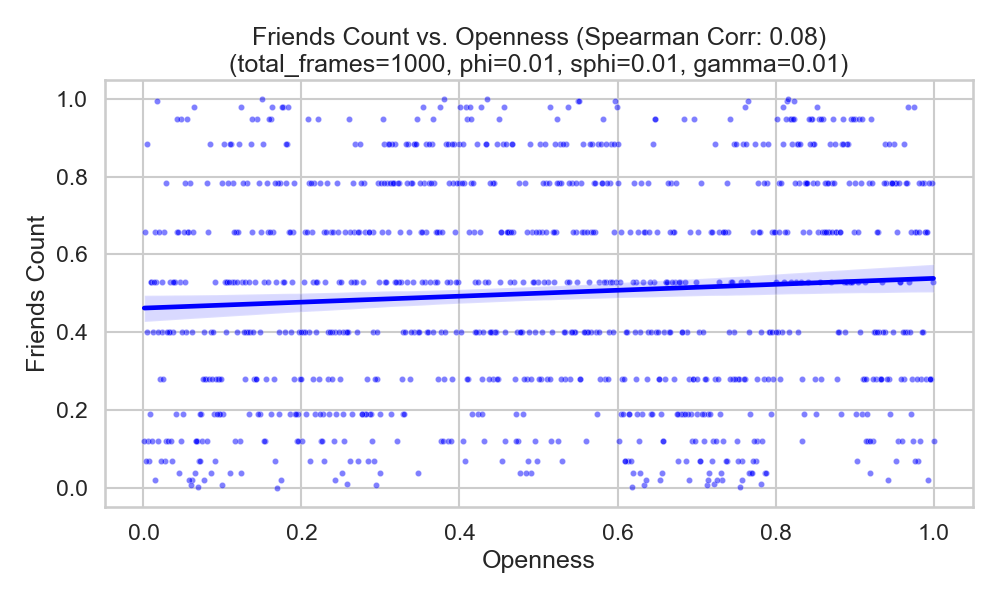 Friends Count vs. Openness (Spearman Corr: 0.08)
(total_frames=1000, phi=0.01, sphi=0.01, gamma=0.01)
Friends Count
1.0
0.8
0.6
0.4
0.2
0.0
0.0 0.2 0.4 0.6 0.8 1.0
Openness